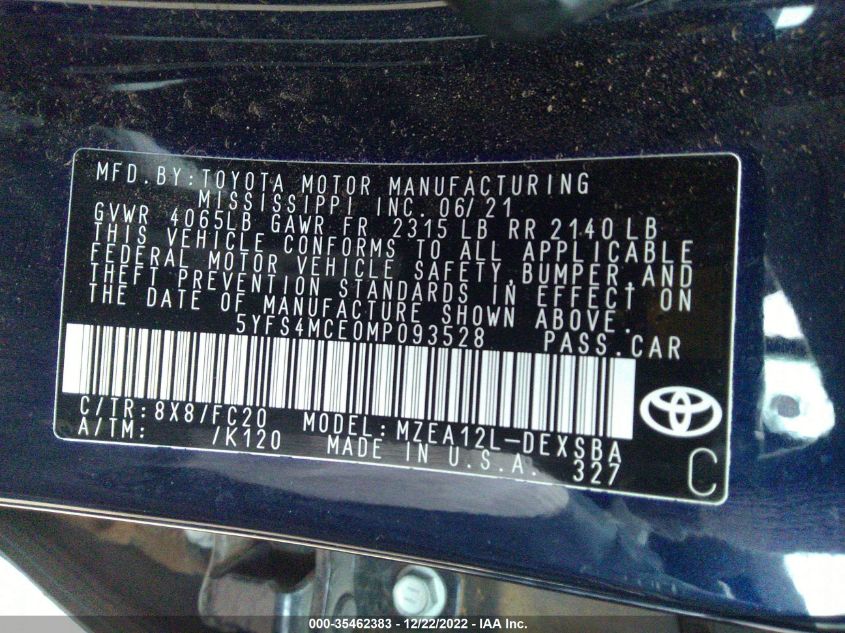 MFD.BY:TOYOTA MOTOR MANUFACTURING
MISSISSIPPI INC. 06/21
GVWR 4065LB GAWR FR 2315 LB RR 2140 LB
THIS VEHICLE CONFORMS TO ALL APPLICABLE
FEDERAL MOTOR VEHICLE SAFETY,BUMPER,AND
THEFT PREVENTION STANDARDS IN EFFECT ON
THE DATE OF MANUFACTURE SHOWN ABOVE.
5YFS4MCE0MP093528 PASS.CAR
C/TR:8X8/FC20 MODEL:MZEA12L-DEXSBA
A/TM: /K120 MADE IN U.S.A. 327
C
000-35462383 - 12/22/2022 - IAA Inc.